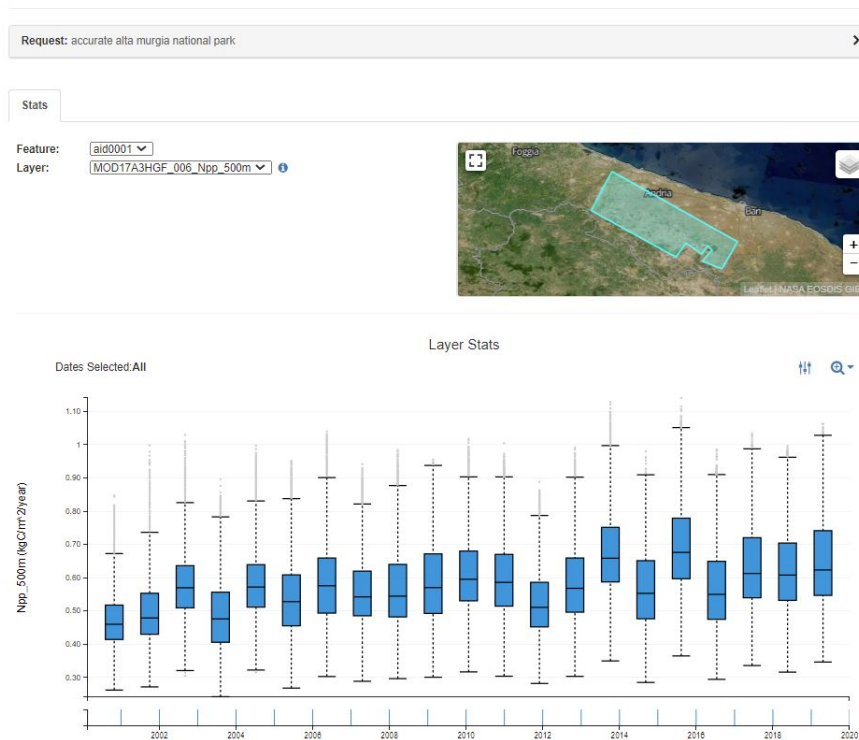 Request: accurate alta murgia national park
Stats
Feature: aid0001
Layer: MOD17A3HGF_006_Npp_500m
Foggia
Andria
Bari
+
−
Leaflet | NASA EOSDIS GIB
Layer Stats
Dates Selected:All
Npp_500m (kgC/m^2/year)
1.10
1
0.90
0.80
0.70
0.60
0.50
0.40
0.30
2002 2004 2006 2008 2010 2012 2014 2016 2018 2020